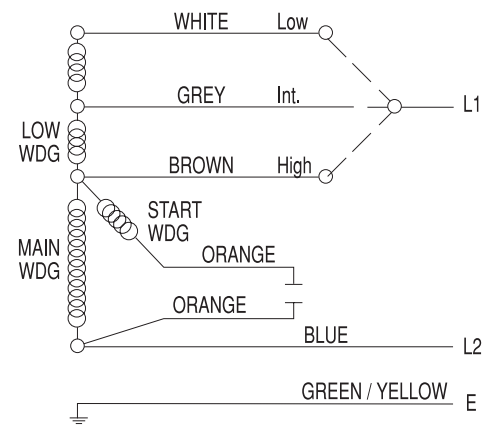 WHITE Low
GREY Int.
L1
LOW
WDG
BROWN High
START
WDG
MAIN
WDG
ORANGE
ORANGE
BLUE
L2
GREEN / YELLOW
E